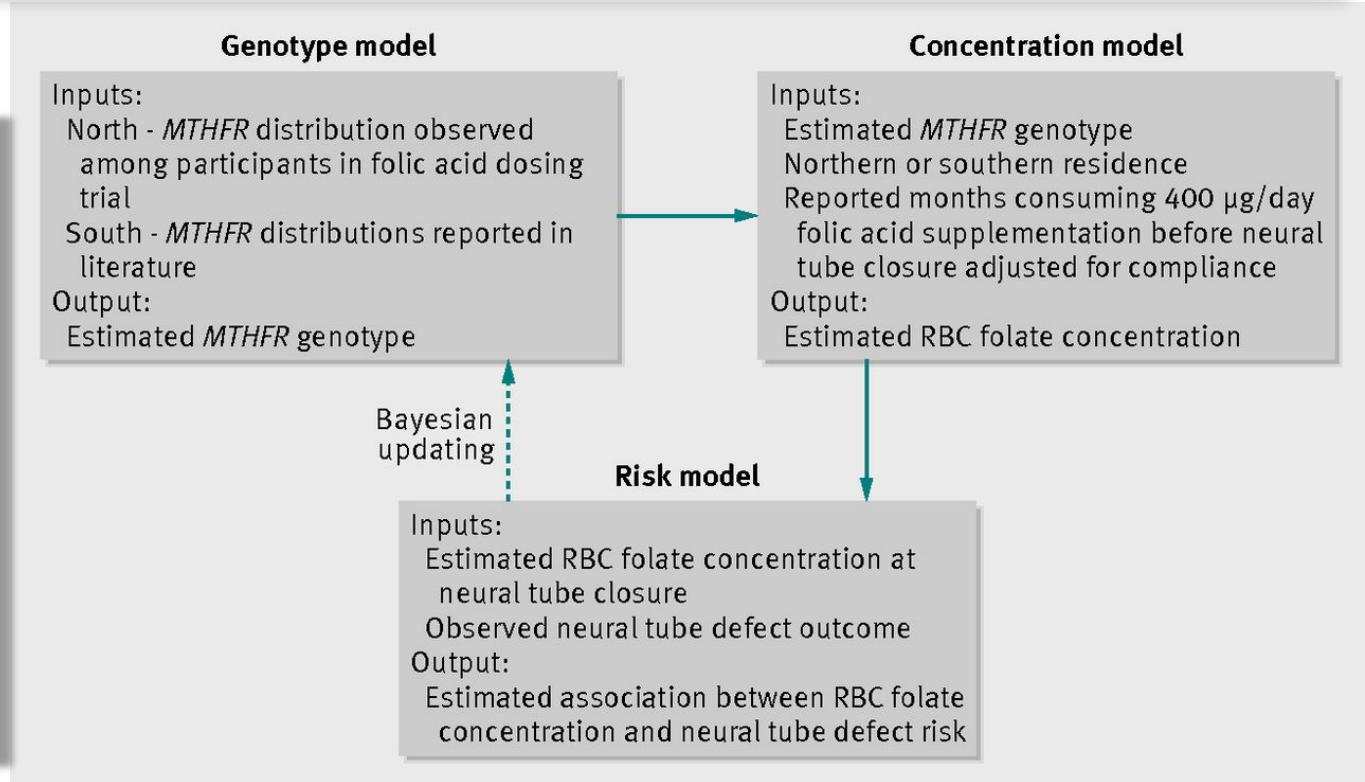 Genotype model
Inputs:
North - MTHFR distribution observed
among participants in folic acid dosing
trial
South - MTHFR distributions reported in
literature
Output:
Estimated MTHFR genotype
Concentration model
Inputs:
Estimated MTHFR genotype
Northern or southern residence
Reported months consuming 400 µg/day
folic acid supplementation before neural
tube closure adjusted for compliance
Output:
Estimated RBC folate concentration
Bayesian
updating
Risk model
Inputs:
Estimated RBC folate concentration at
neural tube closure
Observed neural tube defect outcome
Output:
Estimated association between RBC folate
concentration and neural tube defect risk